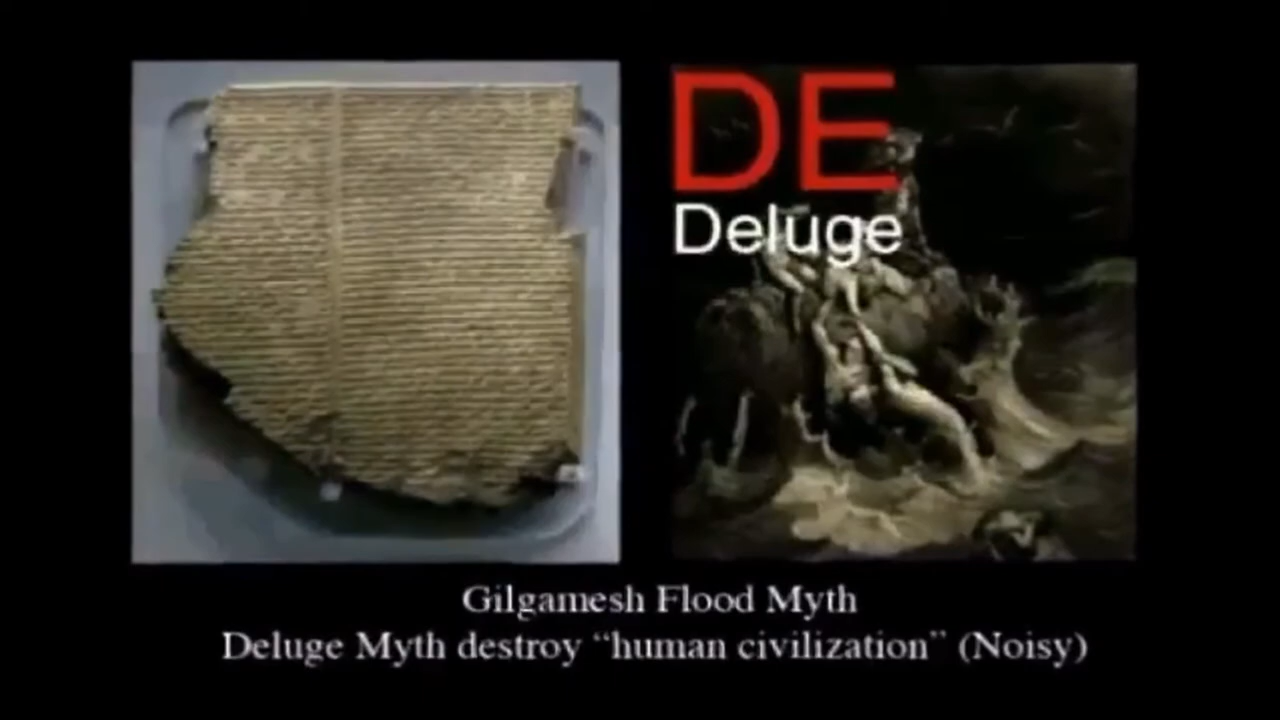 DE
Deluge
Gilgamesh Flood Myth
Deluge Myth destroy “human civilization” (Noisy)